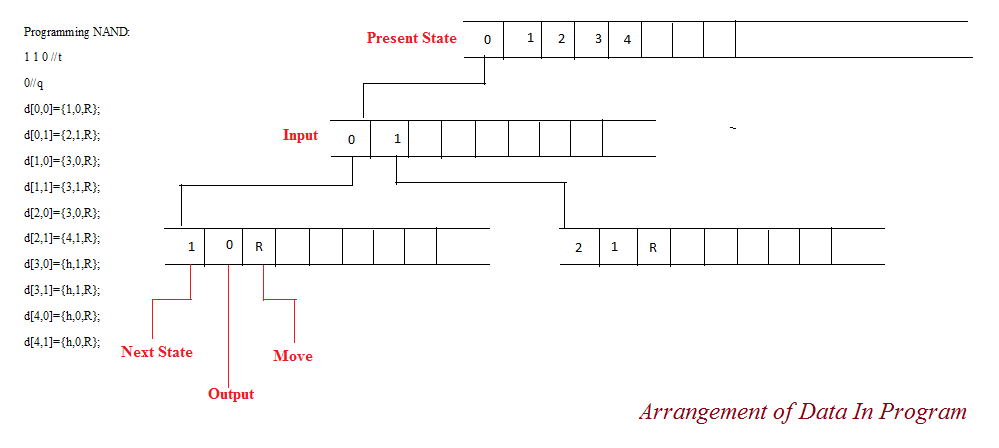 Programming NAND:
1 1 0 //t
0//q
d[0,0]={1,0,R};
d[0,1]={2,1,R};
d[1,0]={3,0,R};
d[1,1]={3,1,R};
d[2,0]={3,0,R};
d[2,1]={4,1,R};
d[3,0]={h,1,R};
d[3,1]={h,1,R};
d[4,0]={h,0,R};
d[4,1]={h,0,R};
Present State 0 1 2 3 4
Input 0 1
~
1 0 R
2 1 R
Next State
Move
Output
Arrangement of Data In Program